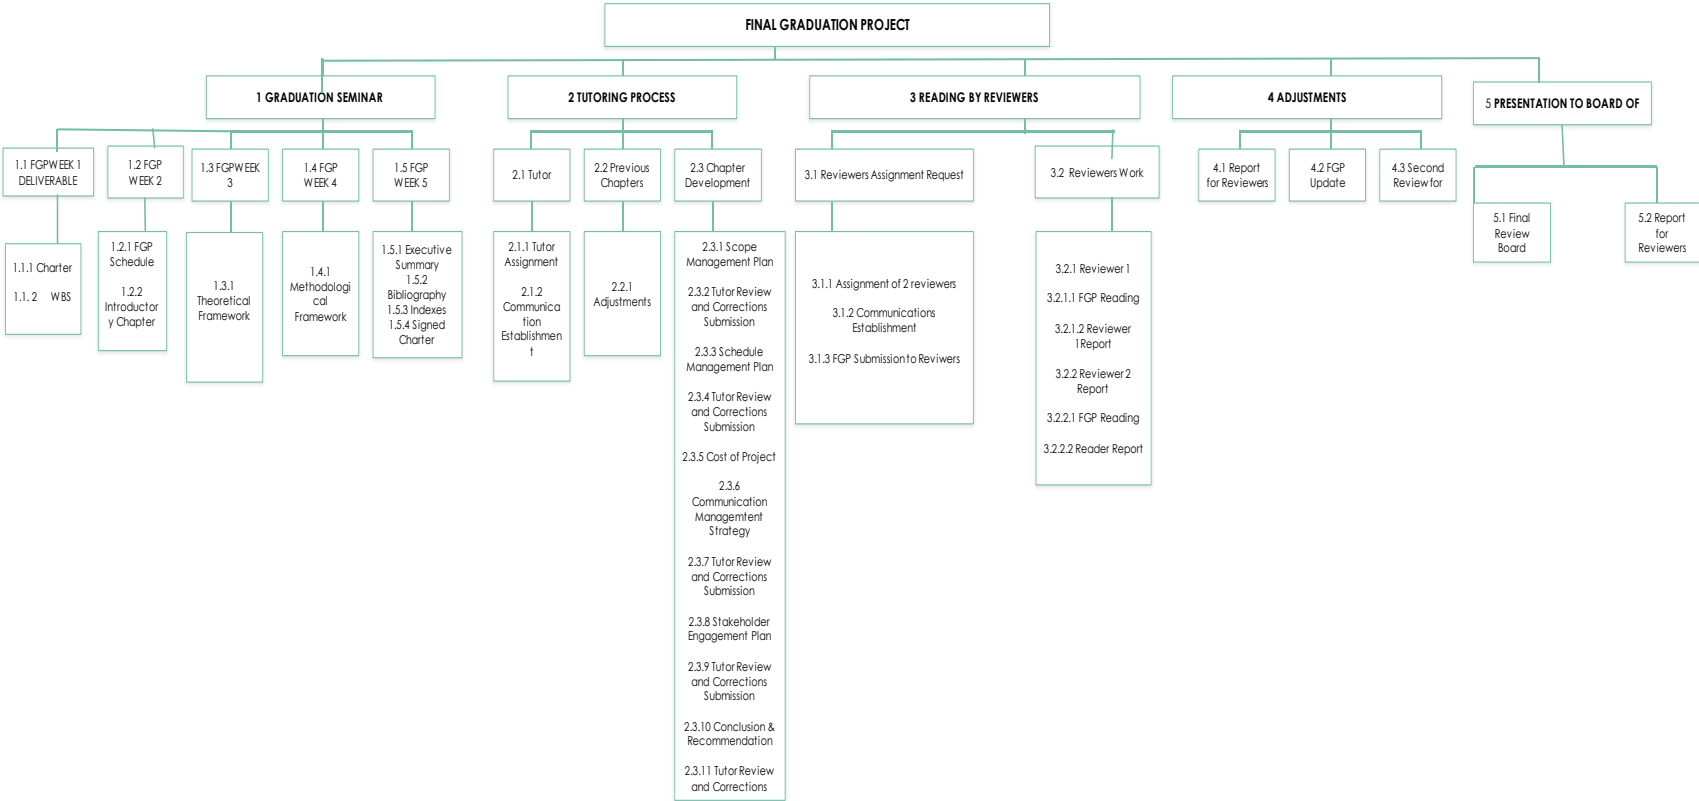 FINAL GRADUATION PROJECT
1 GRADUATION SEMINAR
2 TUTORING PROCESS
3 READING BY REVIEWERS
4 ADJUSTMENTS
5 PRESENTATION TO BOARD OF
1.1 FGPWEEK 1
DELIVERABLE
1.2 FGP
WEEK 2
1.3 FGPWEEK
3
1.4 FGP
WEEK 4
1.5 FGP
WEEK 5
2.1 Tutor
2.2 Previous
Chapters
2.3 Chapter
Development
3.1 Reviewers Assignment Request
3.2 Reviewers Work
4.1 Report
for Reviewers
4.2 FGP
Update
4.3 Second
Review for
5.1 Final
Review
Board
5.2 Report
for
Reviewers
1.1.1 Charter
1.1. 2 WBS
1.2.1 FGP
Schedule
1.2.2
Introductor
y Chapter
1.3.1
Theoretical
Framework
1.4.1
Methodologi
cal
Framework
1.5.1 Executive
Summary
1.5.2
Bibliography
1.5.3 Indexes
1.5.4 Signed
Charter
2.1.1 Tutor
Assignment
2.1.2
Communica
tion
Establishmen
t
2.2.1
Adjustments
2.3.1 Scope
Management Plan
2.3.2 Tutor Review
and Corrections
Submission
2.3.3 Schedule
Management Plan
2.3.4 Tutor Review
and Corrections
Submission
2.3.5 Cost of Project
2.3.6
Communication
Managemtent
Strategy
2.3.7 Tutor Review
and Corrections
Submission
2.3.8 Stakeholder
Engagement Plan
2.3.9 Tutor Review
and Corrections
Submission
2.3.10 Conclusion &
Recommendation
2.3.11 Tutor Review
and Corrections
3.1.1 Assignment of 2 reviewers
3.1.2 Communications
Establishment
3.1.3 FGP Submission to Reviwers
3.2.1 Reviewer 1
3.2.1.1 FGP Reading
3.2.1.2 Reviewer
1Report
3.2.2 Reviewer 2
Report
3.2.2.1 FGP Reading
3.2.2.2 Reader Report